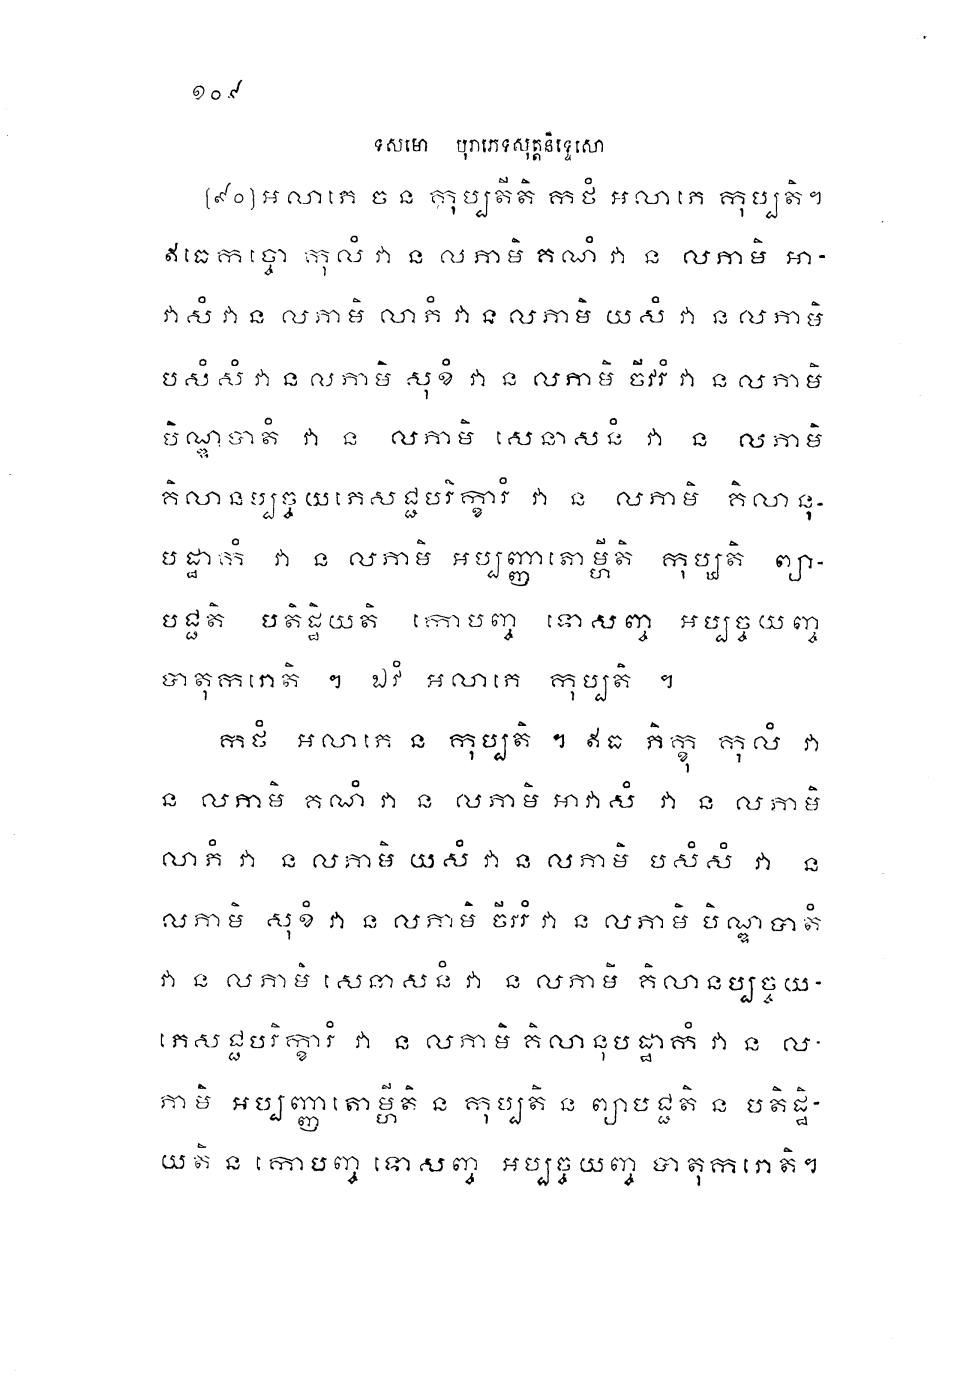 ១០៩
ទសមោ បុរាភេទសុត្តនិទ្ទេសោ
(៩០) អលាភេ ច ន កុប្បតីតិ កថំ អលាភេ កុប្បតិ។
ឥធេកច្ចោ កុលំ វា ន លភាមិ គណំ វា ន លភាមិ អា-
វាសំ វា ន លភាមិ លាភំ វា ន លភាមិ យសំ វា ន លភាមិ
បសំសំ វា ន លភាមិ សុខំ វា ន លភាមិ ចីវរំ វា ន លភាមិ
បិណ្ឌបាតំ វា ន លភាមិ សេនាសនំ វា ន លភាមិ
គិលានប្បច្ចយភេសជ្ជបរិក្ខារំ វា ន លភាមិ គិលានុ-
បដ្ឋាកំ វា ន លភាមិ អប្បញ្ញាតោម្ហីតិ កុប្បតិ ព្យា-
បជ្ជតិ បតិដ្ឋិយតិ កោបញ្ច ទោសញ្ច អប្បច្ចយញ្ច
បាតុករោតិ ។ ឯវំ អលាភេ កុប្បតិ ។
កថំ អលាភេ ន កុប្បតិ ។ ឥធ ភិក្ខុ កុលំ វា
ន លភាមិ គណំ វា ន លភាមិ អាវាសំ វា ន លភាមិ
លាភំ វា ន លភាមិ យសំ វា ន លភាមិ បសំសំ វា ន
លភាមិ សុខំ វា ន លភាមិ ចីវរំ វា ន លភាមិ បិណ្ឌបាតំ
វា ន លភាមិ សេនាសនំ វា ន លភាមិ គិលានប្បច្ចយ-
ភេសជ្ជបរិក្ខារំ វា ន លភាមិ គិលានុបដ្ឋាកំ វា ន ល-
ភាមិ អប្បញ្ញាតោម្ហីតិ ន កុប្បតិ ន ព្យាបជ្ជតិ ន បតិដ្ឋិ-
យតិ ន កោបញ្ច ទោសញ្ច អប្បច្ចយញ្ច បាតុករោតិ។